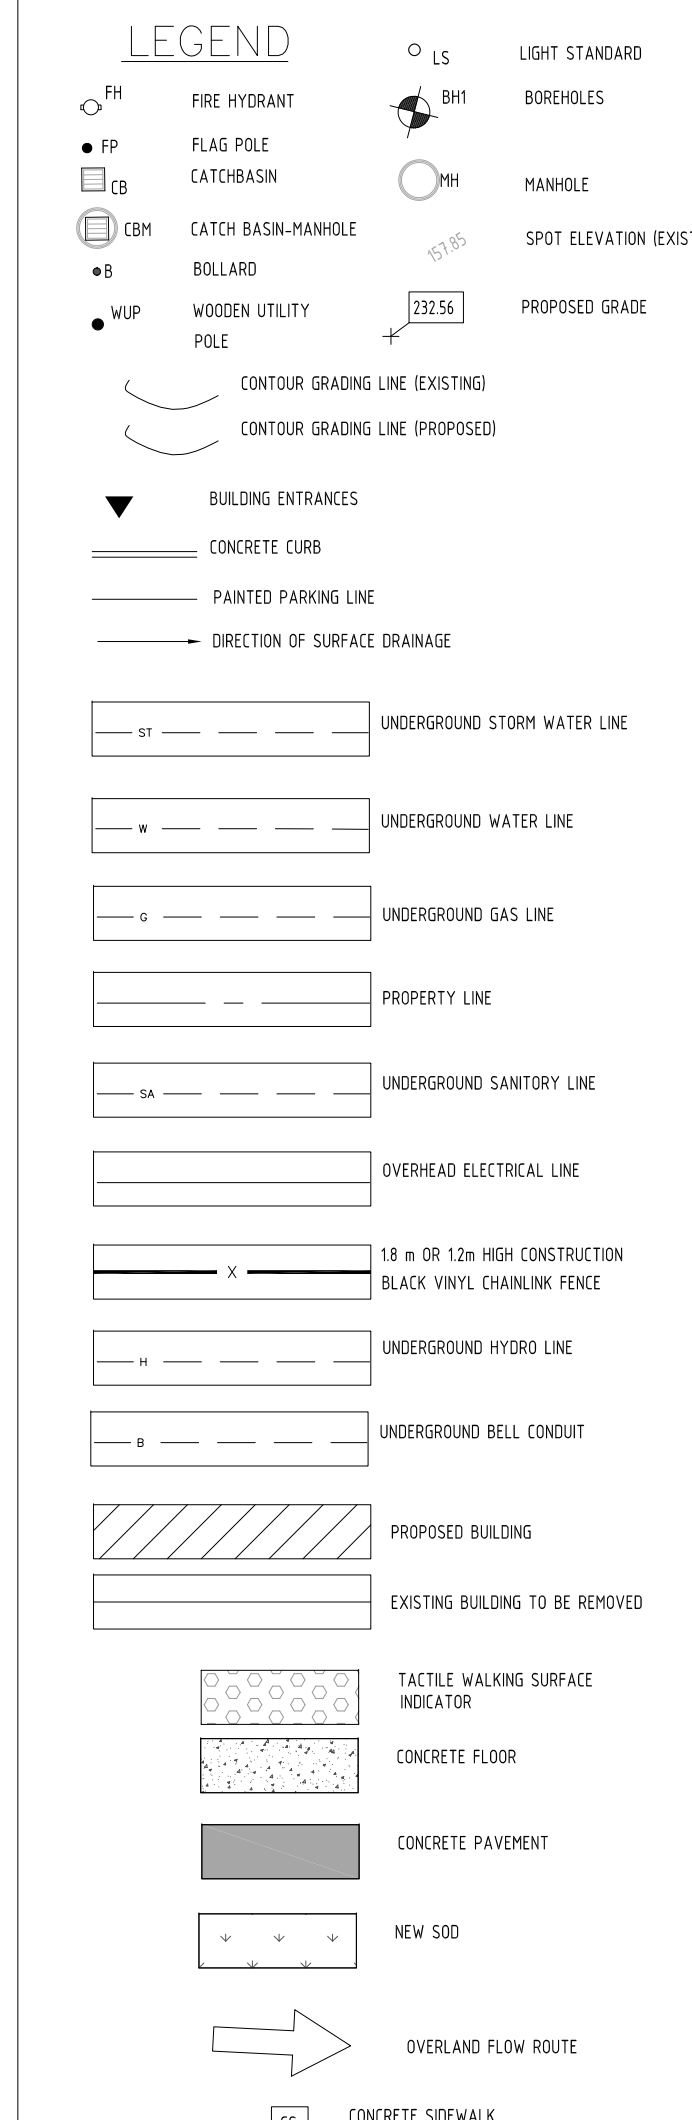 LEGEND
FH FIRE HYDRANT
FP FLAG POLE
CB CATCHBASIN
CBM CATCH BASIN-MANHOLE
B BOLLARD
WUP WOODEN UTILITY
POLE
LS LIGHT STANDARD
BH1 BOREHOLES
MH MANHOLE
157.85 SPOT ELEVATION (EXIS
232.56 PROPOSED GRADE
CONTOUR GRADING LINE (EXISTING)
CONTOUR GRADING LINE (PROPOSED)
BUILDING ENTRANCES
CONCRETE CURB
PAINTED PARKING LINE
DIRECTION OF SURFACE DRAINAGE
ST UNDERGROUND STORM WATER LINE
W UNDERGROUND WATER LINE
G UNDERGROUND GAS LINE
PROPERTY LINE
SA UNDERGROUND SANITORY LINE
OVERHEAD ELECTRICAL LINE
X 1.8 m OR 1.2m HIGH CONSTRUCTION
BLACK VINYL CHAINLINK FENCE
H UNDERGROUND HYDRO LINE
B UNDERGROUND BELL CONDUIT
PROPOSED BUILDING
EXISTING BUILDING TO BE REMOVED
TACTILE WALKING SURFACE
INDICATOR
CONCRETE FLOOR
CONCRETE PAVEMENT
NEW SOD
OVERLAND FLOW ROUTE
CONCRETE SIDEWALK